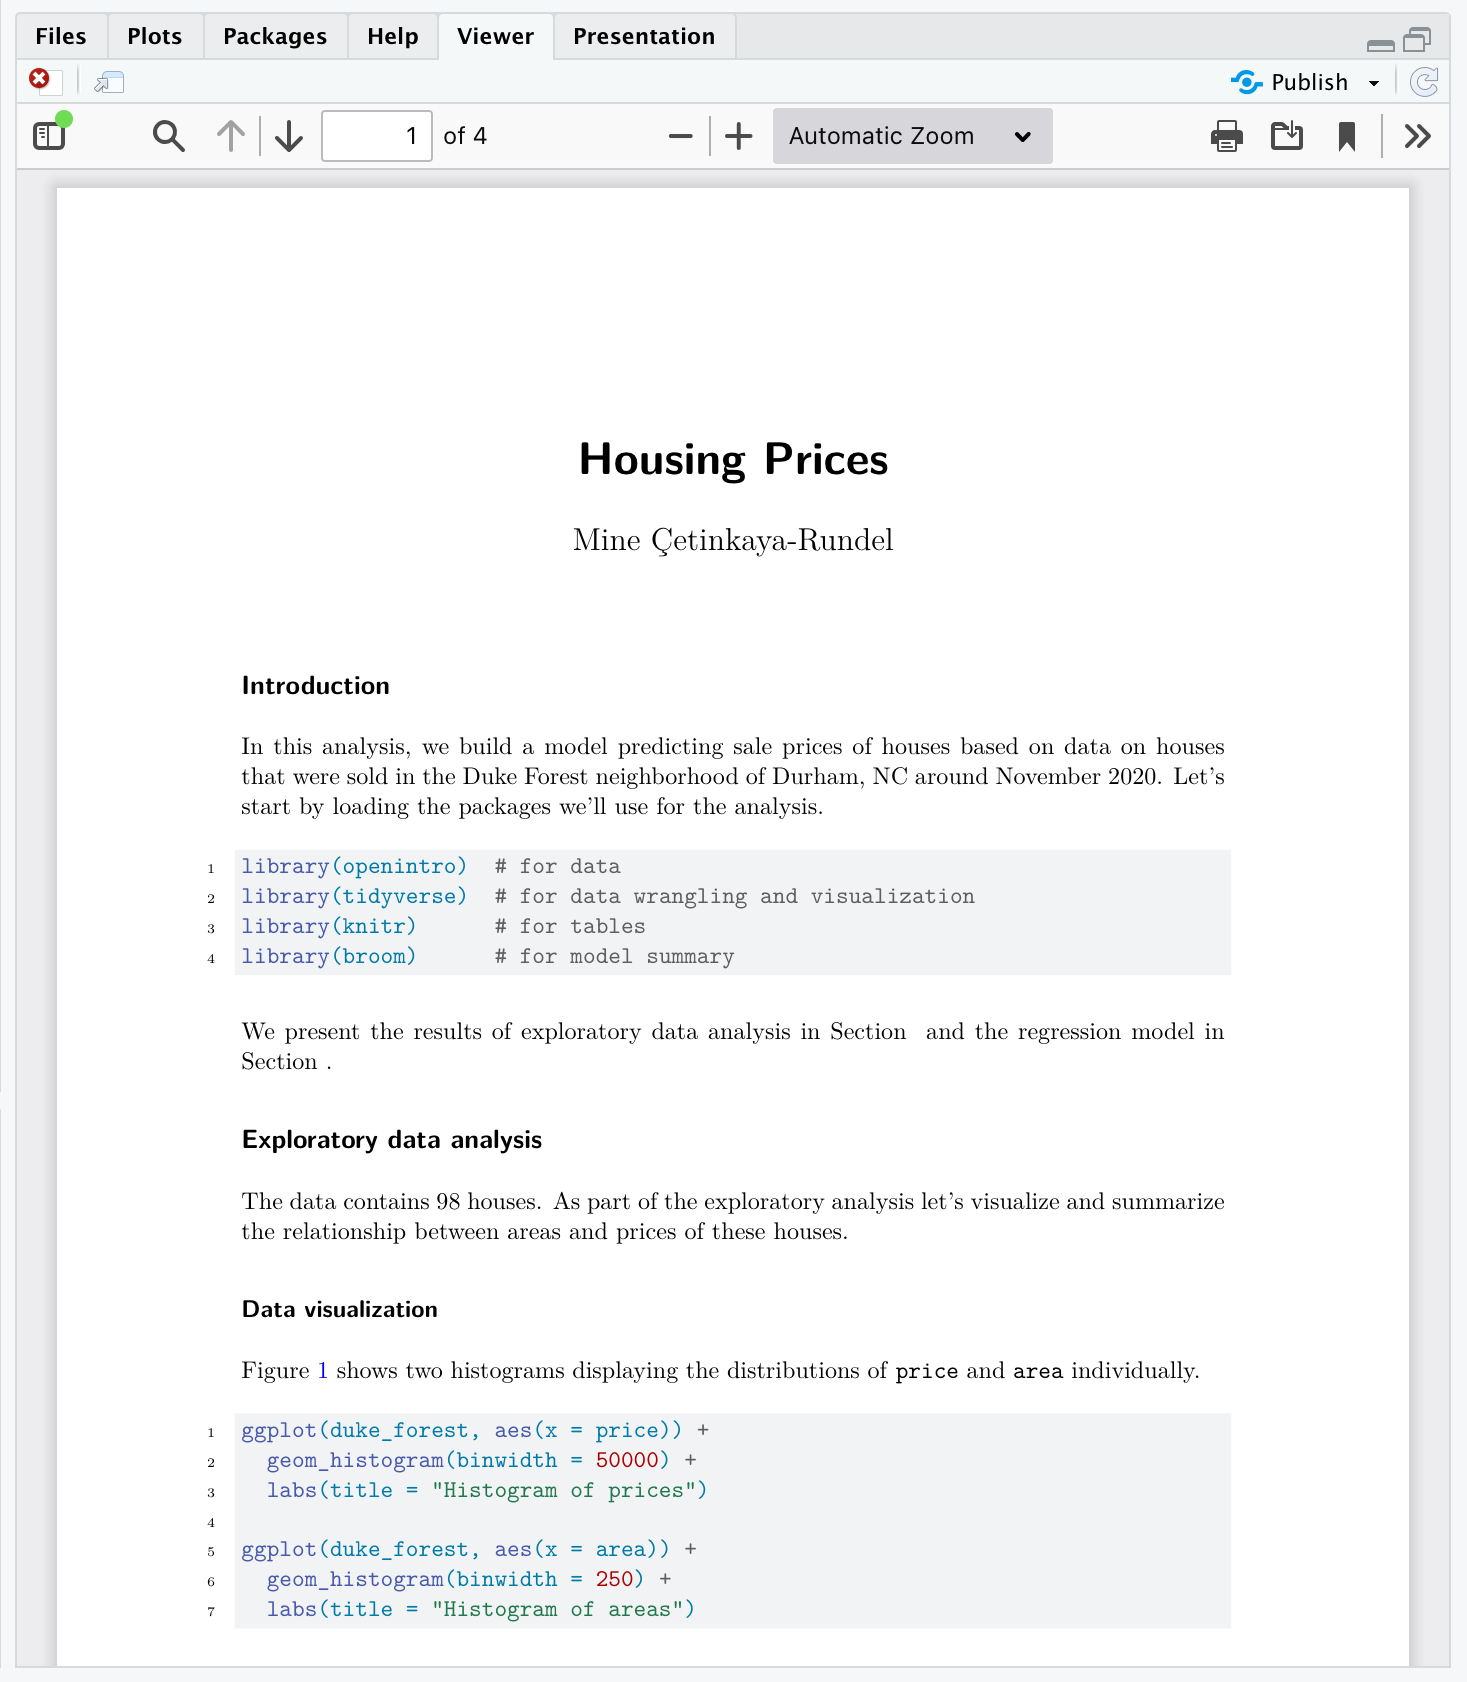 Files Plots Packages Help Viewer Presentation
Publish
1 of 4 Automatic Zoom
Housing Prices
Mine Çetinkaya-Rundel
Introduction
In this analysis, we build a model predicting sale prices of houses based on data on houses
that were sold in the Duke Forest neighborhood of Durham, NC around November 2020. Let's
start by loading the packages we'll use for the analysis.
1 library(openintro)  # for data
2 library(tidyverse)  # for data wrangling and visualization
3 library(knitr)      # for tables
4 library(broom)      # for model summary
We present the results of exploratory data analysis in Section  and the regression model in
Section .
Exploratory data analysis
The data contains 98 houses. As part of the exploratory analysis let's visualize and summarize
the relationship between areas and prices of these houses.
Data visualization
Figure 1 shows two histograms displaying the distributions of price and area individually.
1 ggplot(duke_forest, aes(x = price)) +
2   geom_histogram(binwidth = 50000) +
3   labs(title = "Histogram of prices")
4
5 ggplot(duke_forest, aes(x = area)) +
6   geom_histogram(binwidth = 250) +
7   labs(title = "Histogram of areas")